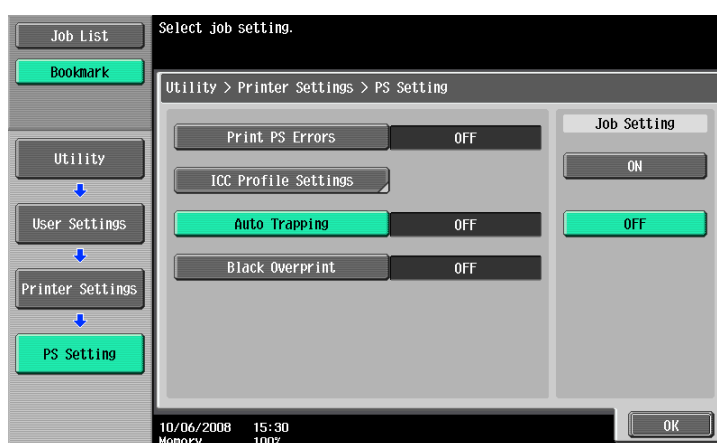 Job List
Bookmark
Utility
User Settings
Printer Settings
PS Setting
Select job setting.
Utility > Printer Settings > PS Setting
Print PS Errors OFF
ICC Profile Settings
Auto Trapping OFF
Black Overprint OFF
Job Setting
ON
OFF
10/06/2008 15:30
Memory 100%
OK